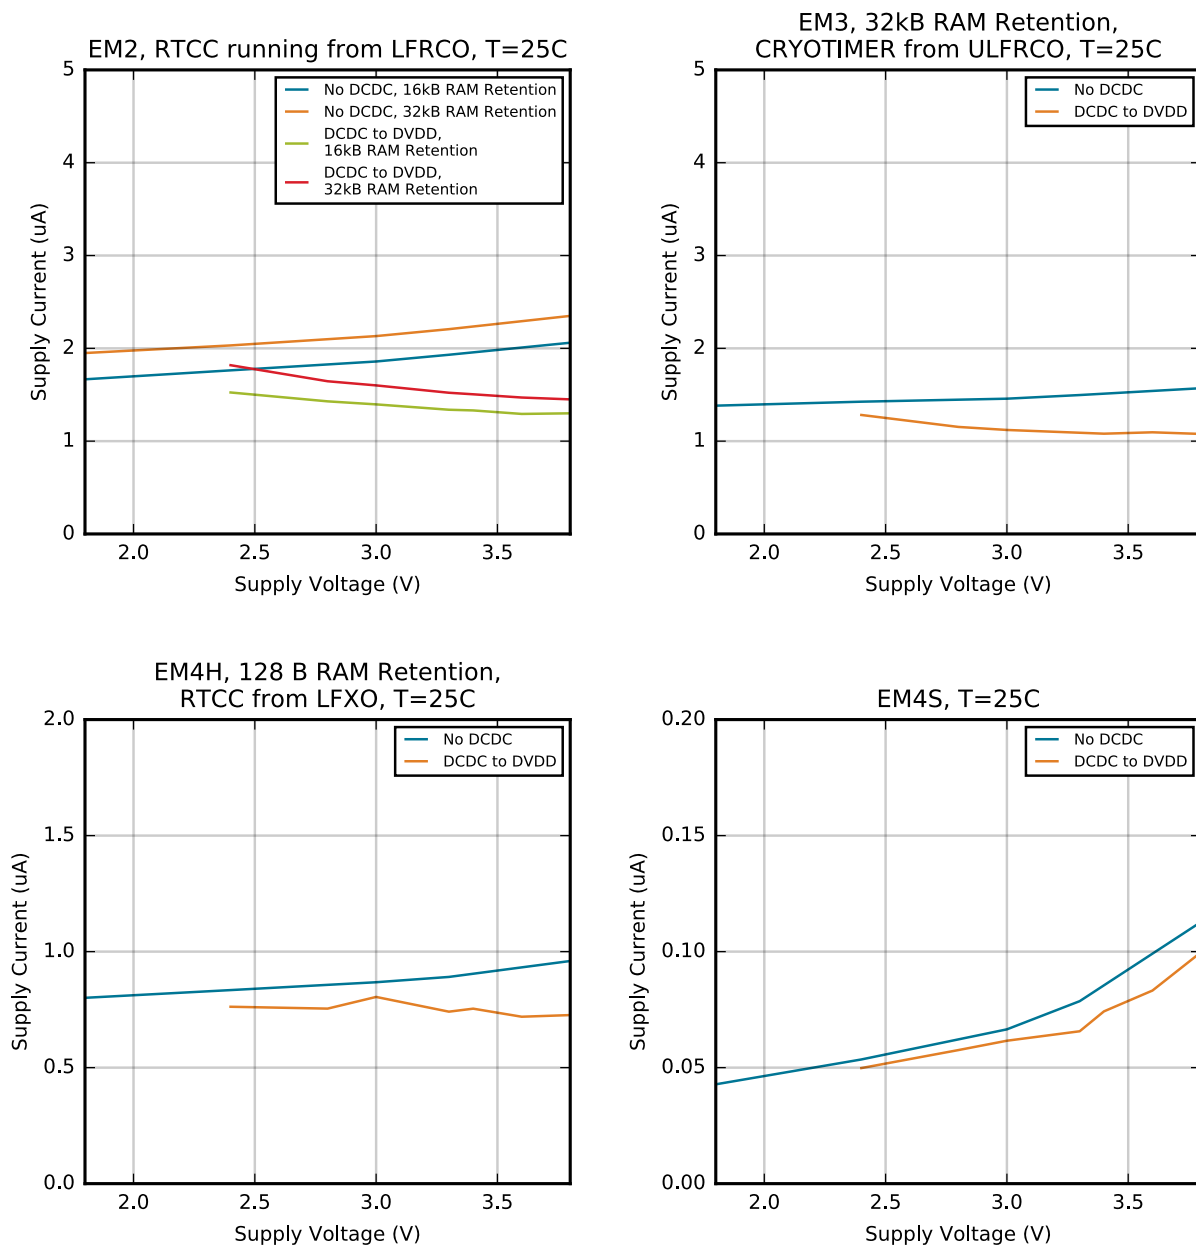 EM2, RTCC running from LFRCO, T=25C
5
4
3
2
1
0
Supply Current (uA)
No DCDC, 16kB RAM Retention
No DCDC, 32kB RAM Retention
DCDC to DVDD,
16kB RAM Retention
DCDC to DVDD,
32kB RAM Retention
2.0 2.5 3.0 3.5
Supply Voltage (V)
EM3, 32kB RAM Retention,
CRYOTIMER from ULFRCO, T=25C
5
4
3
2
1
0
Supply Current (uA)
No DCDC
DCDC to DVDD
2.0 2.5 3.0 3.5
Supply Voltage (V)
EM4H, 128 B RAM Retention,
RTCC from LFXO, T=25C
2.0
1.5
1.0
0.5
0.0
Supply Current (uA)
No DCDC
DCDC to DVDD
2.0 2.5 3.0 3.5
Supply Voltage (V)
EM4S, T=25C
0.20
0.15
0.10
0.05
0.00
Supply Current (uA)
No DCDC
DCDC to DVDD
2.0 2.5 3.0 3.5
Supply Voltage (V)